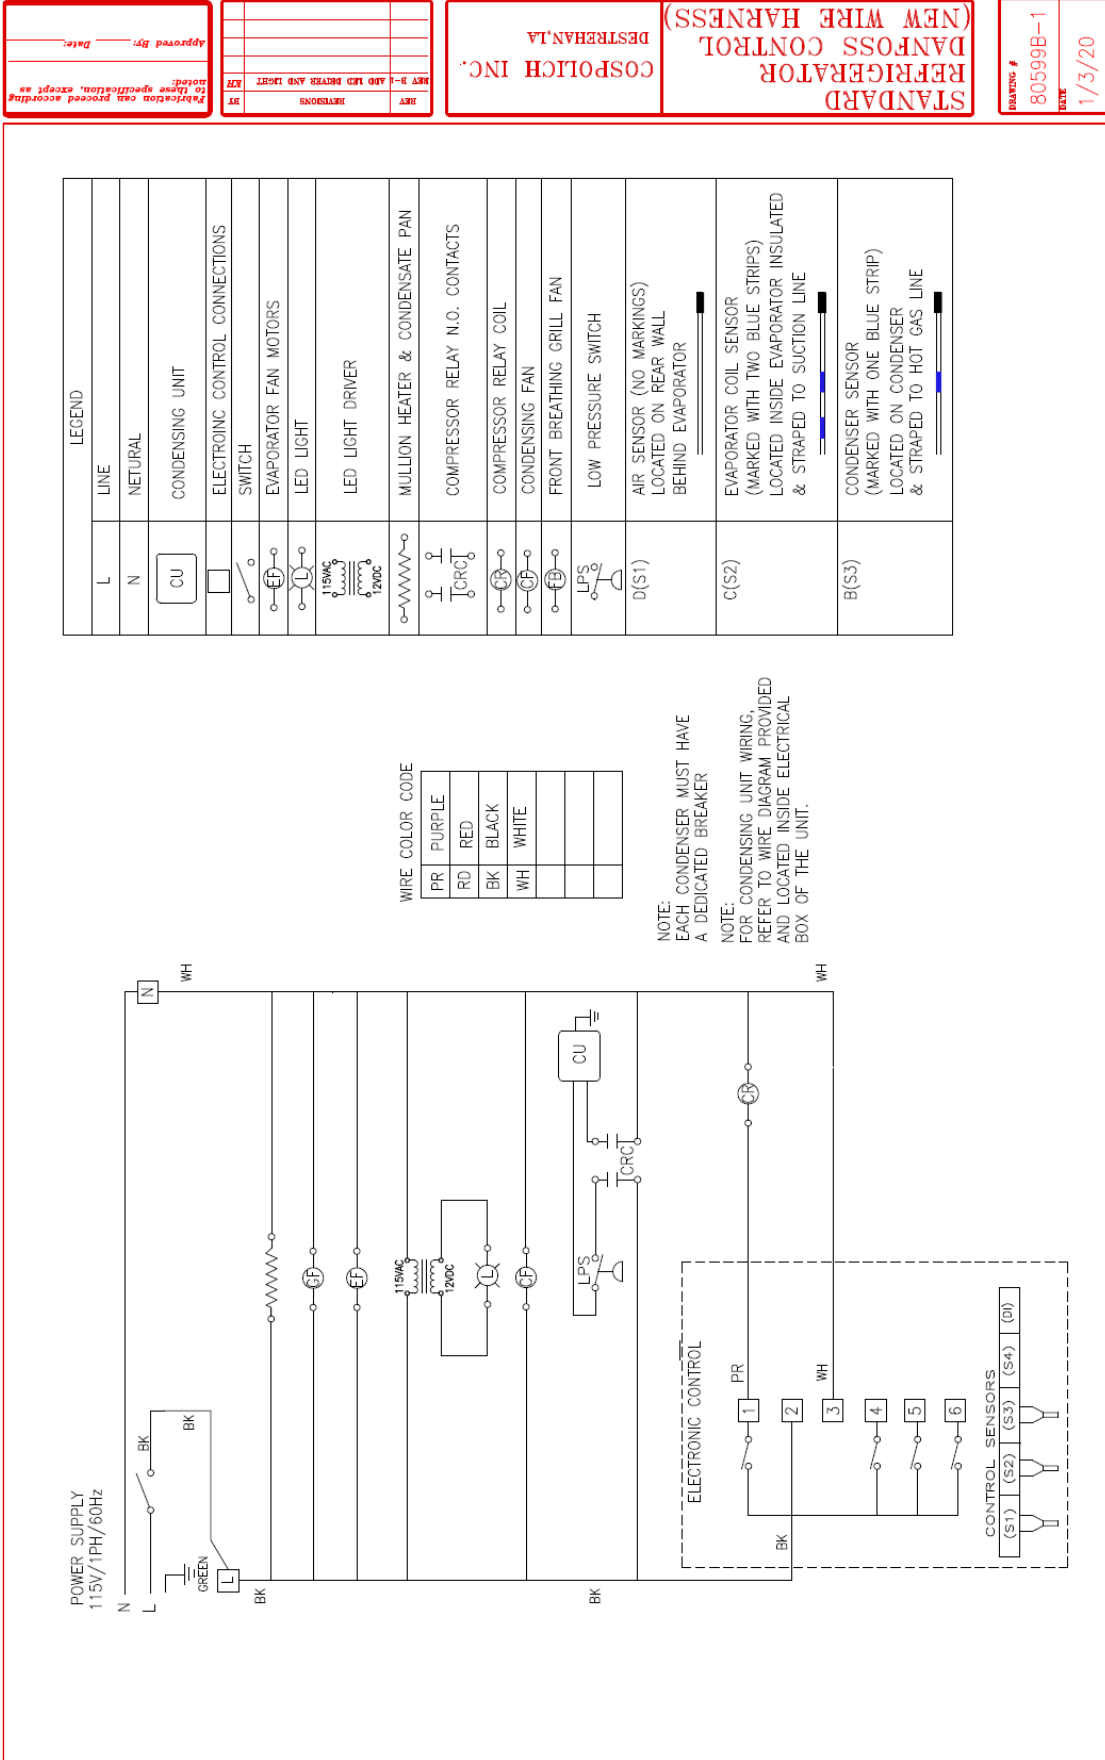 Fabrication can proceed according
to these specification, except as
noted:
Approved By: Date:
REV REVISIONS BY
REV B-1 ADD LED DRIVER AND LIGHT KH
COSPOLICH INC.
DESTREHAN,LA
STANDARD
REFRIGERATOR
DANFOSS CONTROL
(NEW WIRE HARNESS)
DRAWING #
80599B-1
DATE
1/3/20
POWER SUPPLY
115V/1PH/60Hz
N
L
GREEN
L
BK
BK
BK
N
WH
GF
EF
115VAC
12VDC
L
CF
LPS
CU
CRC
BK
CR
WH
ELECTRONIC CONTROL
PR
1
2
WH
3
4
5
6
BK
CONTROL SENSORS
(S1) (S2) (S3) (S4) (DI)
WIRE COLOR CODE
PR PURPLE
RD RED
BK BLACK
WH WHITE
NOTE:
EACH CONDENSER MUST HAVE
A DEDICATED BREAKER
NOTE:
FOR CONDENSING UNIT WIRING,
REFER TO WIRE DIAGRAM PROVIDED
AND LOCATED INSIDE ELECTRICAL
BOX OF THE UNIT.
LEGEND
L LINE
N NETURAL
CU CONDENSING UNIT
ELECTROINC CONTROL CONNECTIONS
SWITCH
EF EVAPORATOR FAN MOTORS
L LED LIGHT
115VAC
12VDC
LED LIGHT DRIVER
MULLION HEATER & CONDENSATE PAN
CRC COMPRESSOR RELAY N.O. CONTACTS
CR COMPRESSOR RELAY COIL
CF CONDENSING FAN
FB FRONT BREATHING GRILL FAN
LPS LOW PRESSURE SWITCH
D(S1) AIR SENSOR (NO MARKINGS)
LOCATED ON REAR WALL
BEHIND EVAPORATOR
C(S2) EVAPORATOR COIL SENSOR
(MARKED WITH TWO BLUE STRIPS)
LOCATED INSIDE EVAPORATOR INSULATED
& STRAPED TO SUCTION LINE
B(S3) CONDENSER SENSOR
(MARKED WITH ONE BLUE STRIP)
LOCATED ON CONDENSER
& STRAPED TO HOT GAS LINE